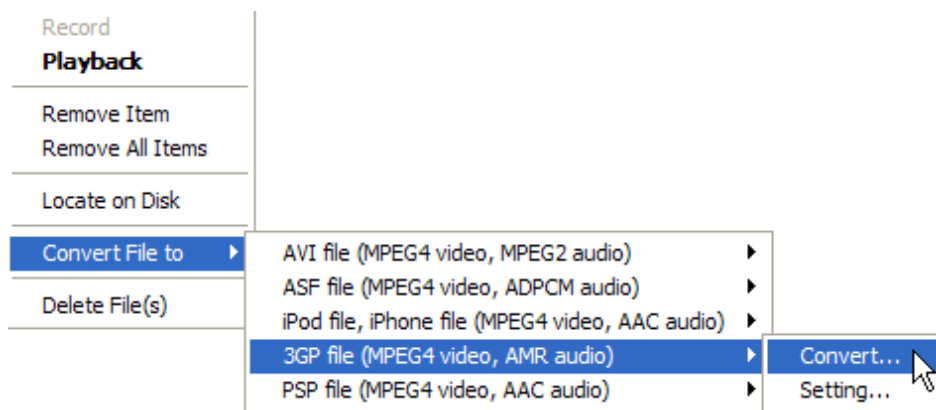 Record
Playback
Remove Item
Remove All Items
Locate on Disk
Convert File to
Delete File(s)
AVI file (MPEG4 video, MPEG2 audio)
ASF file (MPEG4 video, ADPCM audio)
iPod file, iPhone file (MPEG4 video, AAC audio)
3GP file (MPEG4 video, AMR audio)
PSP file (MPEG4 video, AAC audio)
Convert...
Setting...